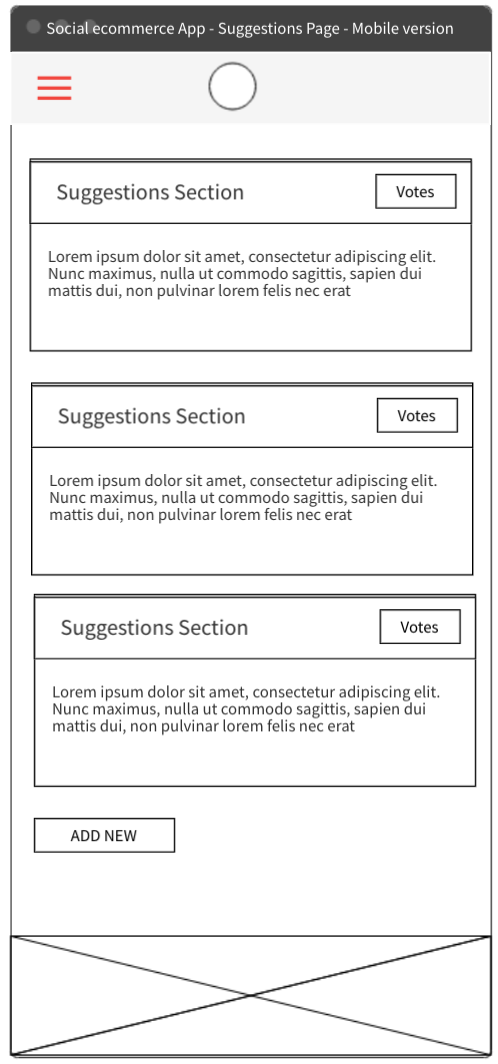 Social ecommerce App - Suggestions Page - Mobile version
Suggestions Section
Votes
Lorem ipsum dolor sit amet, consectetur adipiscing elit.
Nunc maximus, nulla ut commodo sagittis, sapien dui
mattis dui, non pulvinar lorem felis nec erat
Suggestions Section
Votes
Lorem ipsum dolor sit amet, consectetur adipiscing elit.
Nunc maximus, nulla ut commodo sagittis, sapien dui
mattis dui, non pulvinar lorem felis nec erat
Suggestions Section
Votes
Lorem ipsum dolor sit amet, consectetur adipiscing elit.
Nunc maximus, nulla ut commodo sagittis, sapien dui
mattis dui, non pulvinar lorem felis nec erat
ADD NEW